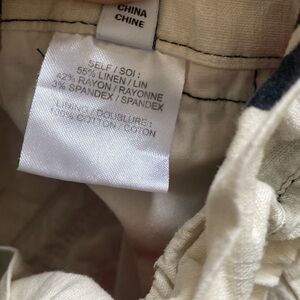 CHINA
CHINE
SELF / SOI :
55% LINEN / LIN
42% RAYON / RAYONNE
3% SPANDEX / SPANDEX
LINING / DOUBLURE :
100% COTTON / COTON